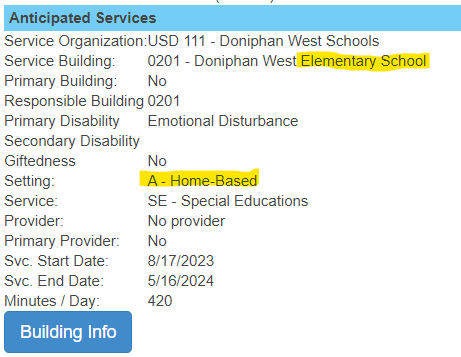 Anticipated Services
Service Organization:USD 111 - Doniphan West Schools
Service Building: 0201 - Doniphan West Elementary School
Primary Building: No
Responsible Building 0201
Primary Disability Emotional Disturbance
Secondary Disability
Giftedness No
Setting: A - Home-Based
Service: SE - Special Educations
Provider: No provider
Primary Provider: No
Svc. Start Date: 8/17/2023
Svc. End Date: 5/16/2024
Minutes / Day: 420
Building Info